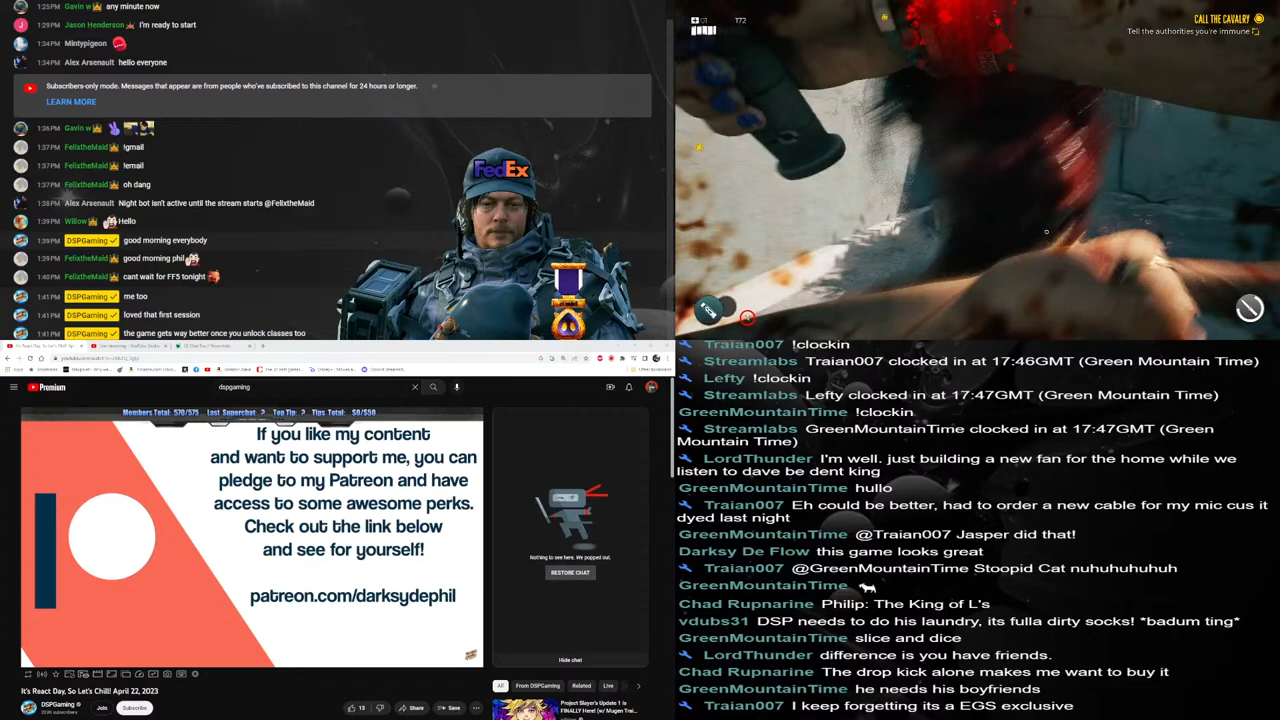 1:25PM Gavin w any minute now
1:29PM Jason Henderson I'm ready to start
1:34PM Mintypigeon
1:34PM Alex Arsenault hello everyone
Subscribers-only mode. Messages that appear are from people who've subscribed to this channel for 24 hours or longer.
LEARN MORE
1:36PM Gavin w
1:37PM FelixtheMaid !gmail
1:37PM FelixtheMaid !email
1:37PM FelixtheMaid oh dang
1:38PM Alex Arsenault Night bot isn't active until the stream starts @FelixtheMaid
1:39PM Willow Hello
1:39PM DSPGaming good morning everybody
1:39PM FelixtheMaid good morning phil
1:40PM FelixtheMaid cant wait for FF5 tonight
1:41PM DSPGaming me too
1:41PM DSPGaming loved that first session
1:41PM DSPGaming the game gets way better once you unlock classes too
FedEx
172
CALL THE CAVALRY
Tell the authorities you're immune
Premium
dspgaming
Members Total: 570/575 Last Superchat: ? Top Tip: ? Tips Total: $0/$50
If you like my content
and want to support me, you can
pledge to my Patreon and have
access to some awesome perks.
Check out the link below
and see for yourself!
patreon.com/darksydephil
Nothing to see here. We popped out.
RESTORE CHAT
Hide chat
All From DSPGaming Related Live
It's React Day, So Let's Chill! April 22, 2023
DSPGaming
Join Subscribe
13 Share Save
Project Slayer's Update 1 is
FINALLY Here! (w/ Mugen Trai...
Traian007 !clockin
Streamlabs Traian007 clocked in at 17:46GMT (Green Mountain Time)
Lefty !clockin
Streamlabs Lefty clocked in at 17:47GMT (Green Mountain Time)
GreenMountainTime !clockin
Streamlabs GreenMountainTime clocked in at 17:47GMT (Green
Mountain Time)
LordThunder I'm well. just building a new fan for the home while we
listen to dave be dent king
GreenMountainTime hullo
Traian007 Eh could be better, had to order a new cable for my mic cus it
dyed last night
GreenMountainTime @Traian007 Jasper did that!
Darksy De Flow this game looks great
Traian007 @GreenMountainTime Stoopid Cat nuhuhuhuhuh
GreenMountainTime
Chad Rupnarine Philip: The King of L's
vdubs31 DSP needs to do his laundry, its fulla dirty socks! *badum ting*
GreenMountainTime slice and dice
LordThunder difference is you have friends.
Chad Rupnarine The drop kick alone makes me want to buy it
GreenMountainTime he needs his boyfriends
Traian007 I keep forgetting its a EGS exclusive